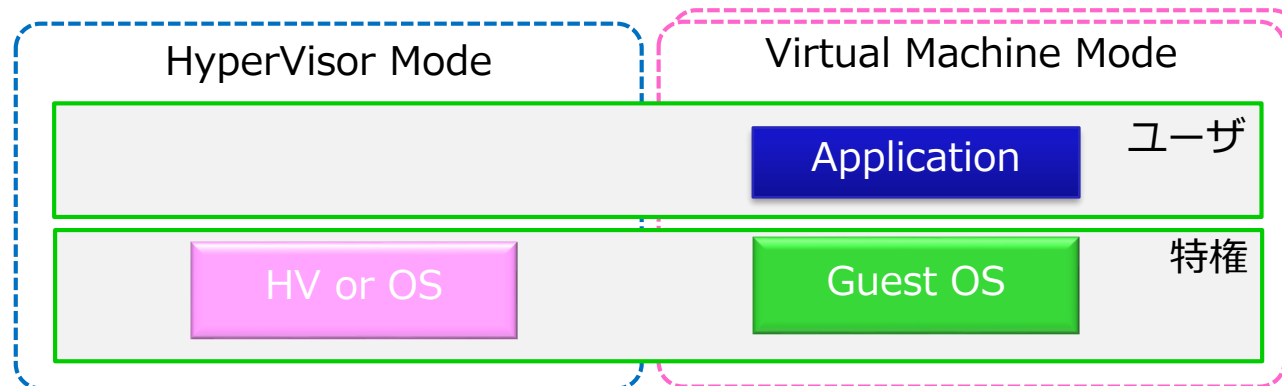 HyperVisor Mode
Virtual Machine Mode
ユーザ
Application
特権
HV or OS
Guest OS